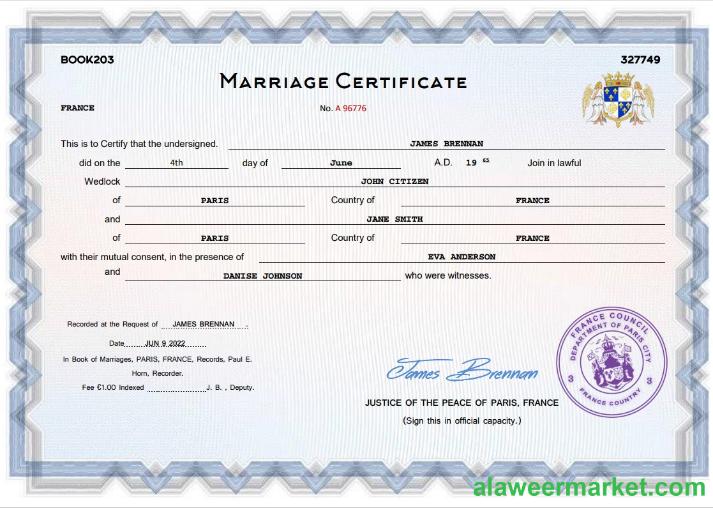 BOOK203
327749
MARRIAGE CERTIFICATE
FRANCE
No. A 96776
This is to Certify that the undersigned. JAMES BRENNAN
did on the 4th day of June A.D. 19 65 Join in lawful
Wedlock JOHN CITIZEN
of PARIS Country of FRANCE
and JANE SMITH
of PARIS Country of FRANCE
with their mutual consent, in the presence of EVA ANDERSON
and DANISE JOHNSON who were witnesses.
Recorded at the Request of JAMES BRENNAN .
Date JUN 9 2022
In Book of Marriages, PARIS, FRANCE, Records, Paul E.
Horn, Recorder.
Fee €1.00 Indexed J. B. , Deputy.
James Brennan
JUSTICE OF THE PEACE OF PARIS, FRANCE
(Sign this in official capacity.)
FRANCE COUNCIL
DEPARTMENT OF PARIS CITY
3 3
FRANCE COUNTRY
alaweermarket.com